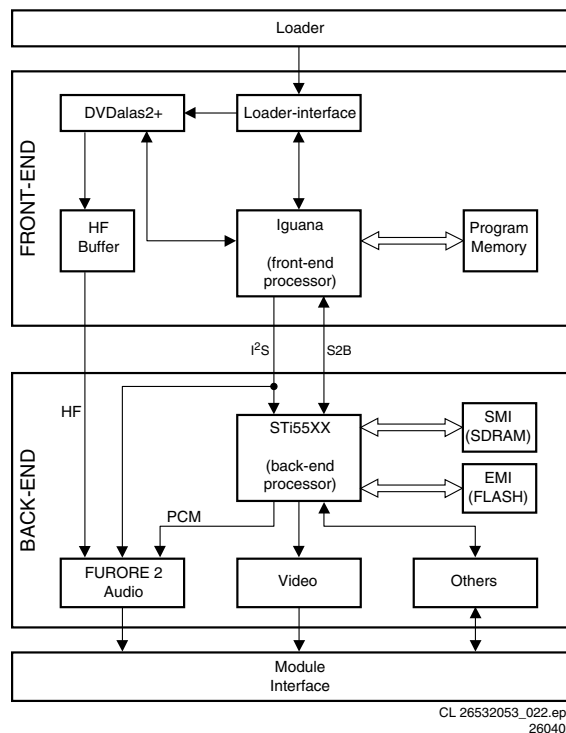 Loader
FRONT-END
DVDalas2+
Loader-interface
HF
Buffer
Iguana
(front-end
processor)
Program
Memory
I²S
S2B
BACK-END
HF
STi55XX
(back-end
processor)
SMI
(SDRAM)
EMI
(FLASH)
PCM
FURORE 2
Audio
Video
Others
Module
Interface
CL 26532053_022.ep
26040